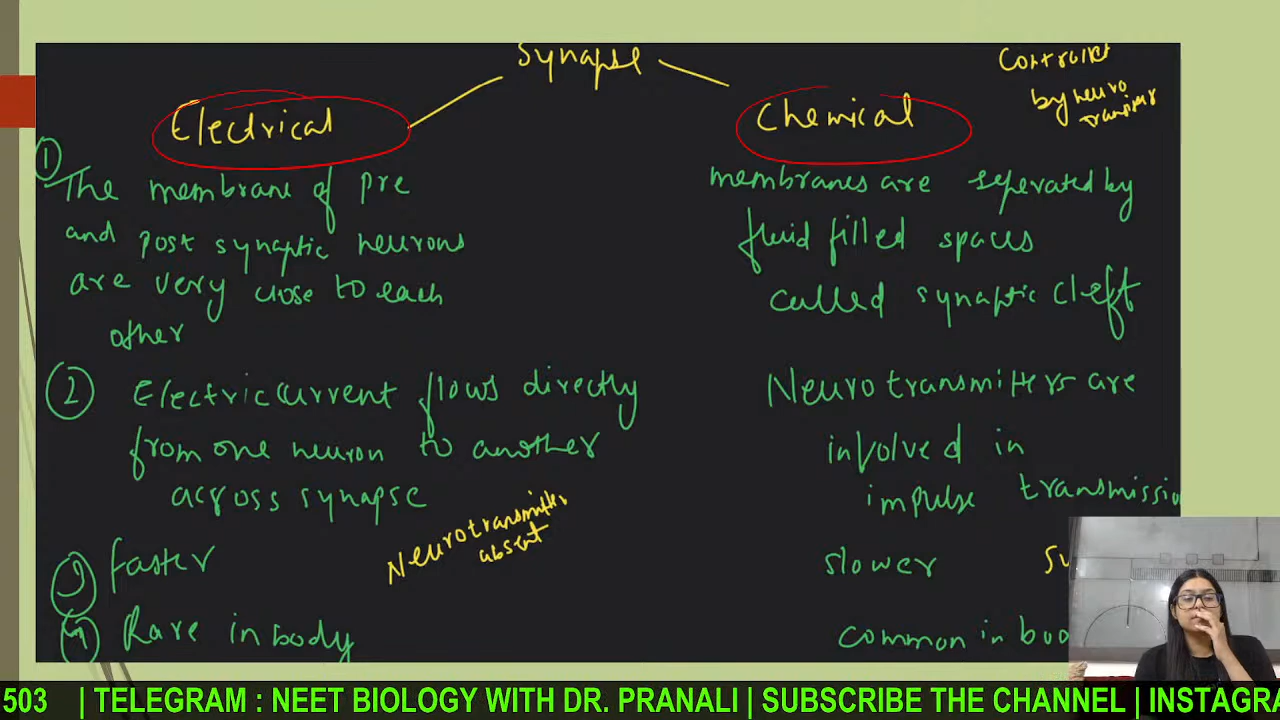 Synapse
Controlled
by neuro
Electrical
Chemical
①
The membrane of pre
and post synaptic neurons
are very close to each
other
membranes are seperated by
fluid filled spaces
called synaptic cleft
② Electric current flows directly
from one neuron to another
across synapse
Neurotransmitter
absent
Neurotransmitters are
involved in
impulse transmissio
③ faster
slower
④ Rare in body
common in bo
503 | TELEGRAM : NEET BIOLOGY WITH DR. PRANALI | SUBSCRIBE THE CHANNEL | INSTAGRA